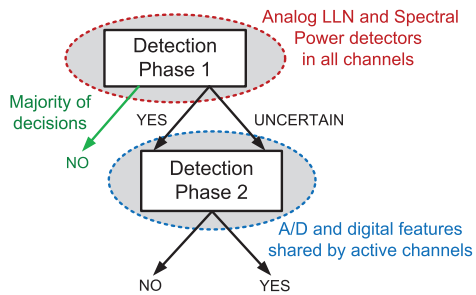 Analog LLN and Spectral
Power detectors
in all channels
Detection
Phase 1
Majority of
decisions
YES
UNCERTAIN
NO
Detection
Phase 2
A/D and digital features
shared by active channels
NO
YES